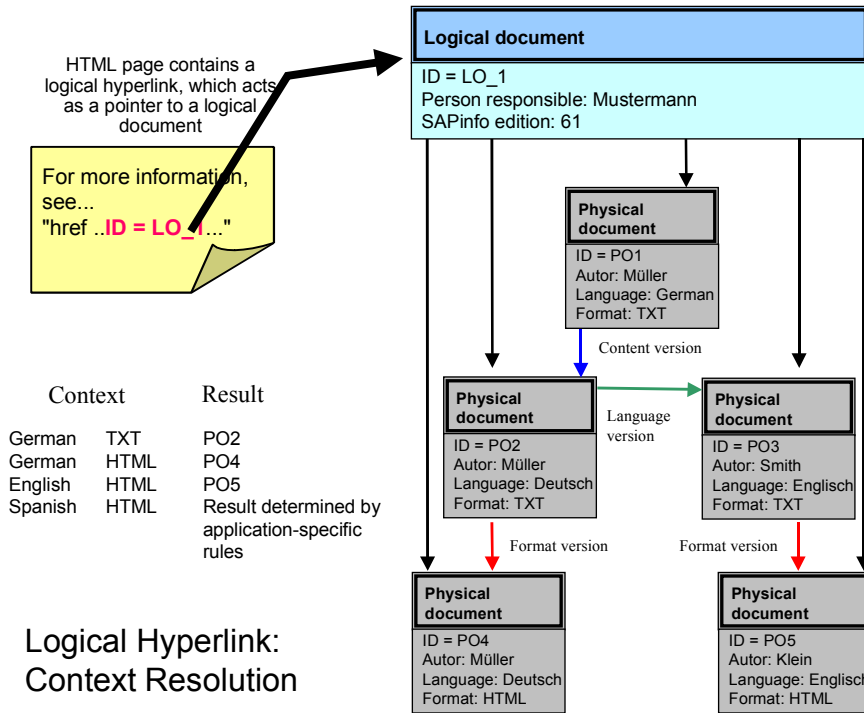 HTML page contains a
logical hyperlink, which acts
as a pointer to a logical
document
For more information,
see...
"href ..ID = LO_1..."
Logical document
ID = LO_1
Person responsible: Mustermann
SAPinfo edition: 61
Physical
document
ID = PO1
Autor: Müller
Language: German
Format: TXT
Content version
Physical
document
ID = PO2
Autor: Müller
Language: Deutsch
Format: TXT
Language
version
Physical
document
ID = PO3
Autor: Smith
Language: Englisch
Format: TXT
Format version
Format version
Physical
document
ID = PO4
Autor: Müller
Language: Deutsch
Format: HTML
Physical
document
ID = PO5
Autor: Klein
Language: Englisch
Format: HTML
Context Result
German TXT PO2
German HTML PO4
English HTML PO5
Spanish HTML Result determined by
application-specific
rules
Logical Hyperlink:
Context Resolution